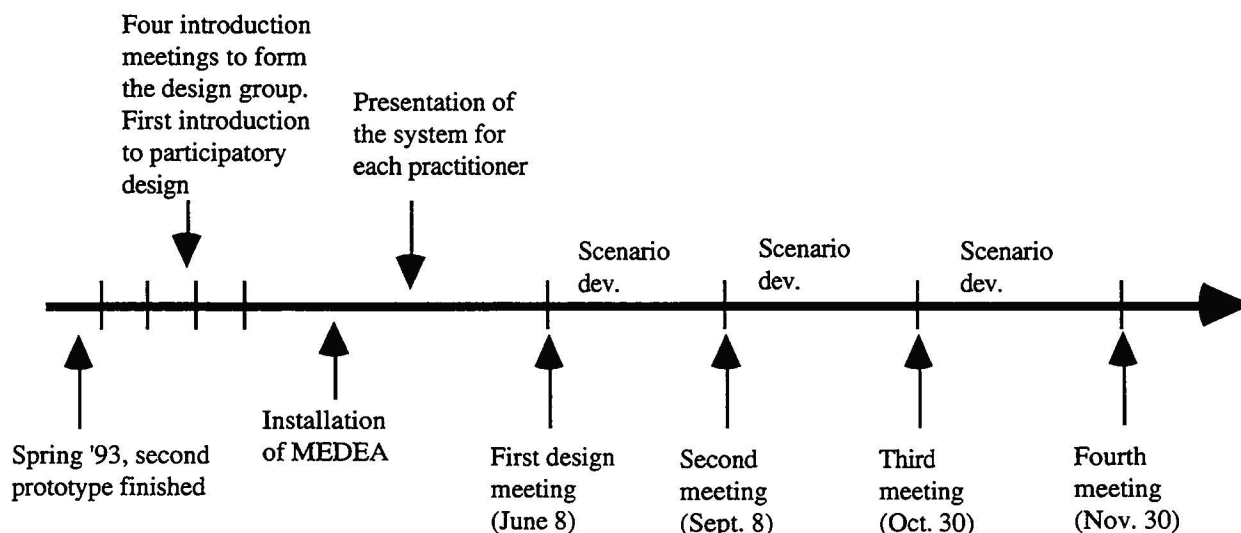 Four introduction
meetings to form
the design group.
First introduction
to participatory
design
Presentation of
the system for
each practitioner
Scenario
dev.
Scenario
dev.
Scenario
dev.
Spring '93, second
prototype finished
Installation
of MEDEA
First design
meeting
(June 8)
Second
meeting
(Sept. 8)
Third
meeting
(Oct. 30)
Fourth
meeting
(Nov. 30)